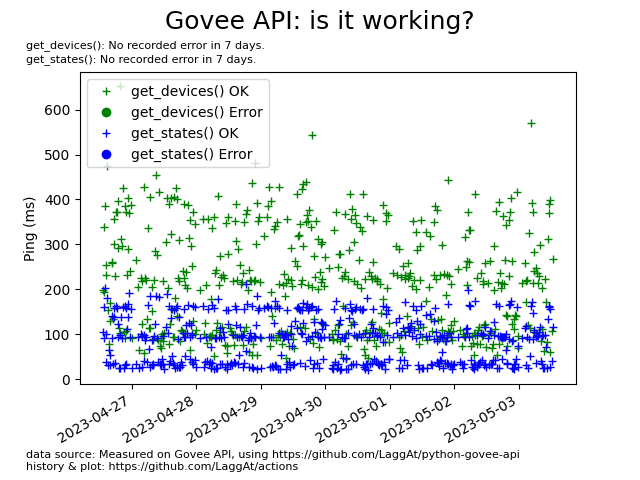 Govee API: is it working?
get_devices(): No recorded error in 7 days.
get_states(): No recorded error in 7 days.
get_devices() OK
get_devices() Error
get_states() OK
get_states() Error
Ping (ms)
600
500
400
300
200
100
0
2023-04-27
2023-04-28
2023-04-29
2023-04-30
2023-05-01
2023-05-02
2023-05-03
data source: Measured on Govee API, using https://github.com/LaggAt/python-govee-api
history & plot: https://github.com/LaggAt/actions